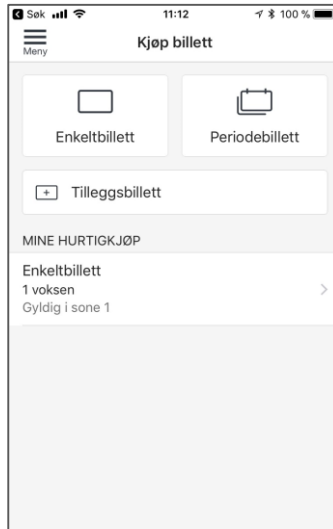 Søk 11:12 100 %
Meny Kjøp billett
Enkeltbillett Periodebillett
+ Tilleggsbillett
MINE HURTIGKJØP
Enkeltbillett
1 voksen
Gyldig i sone 1